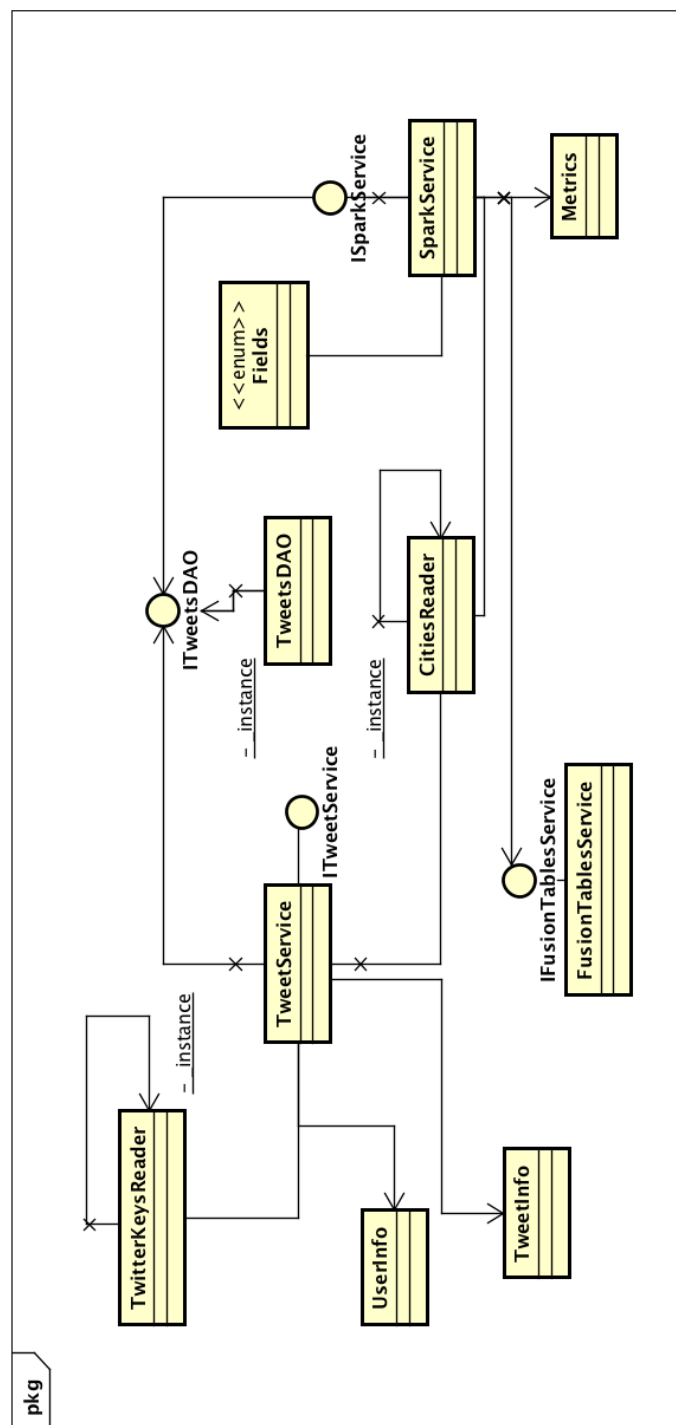 pkg
TwitterKeysReader
- _instance
ITweetsDAO
- _instance
<<enum>>
Fields
TweetService
TweetsDAO
ITweetService
ISparkService
- _instance
UserInfo
CitiesReader
SparkService
TweetInfo
IFusionTablesService
Metrics
FusionTablesService